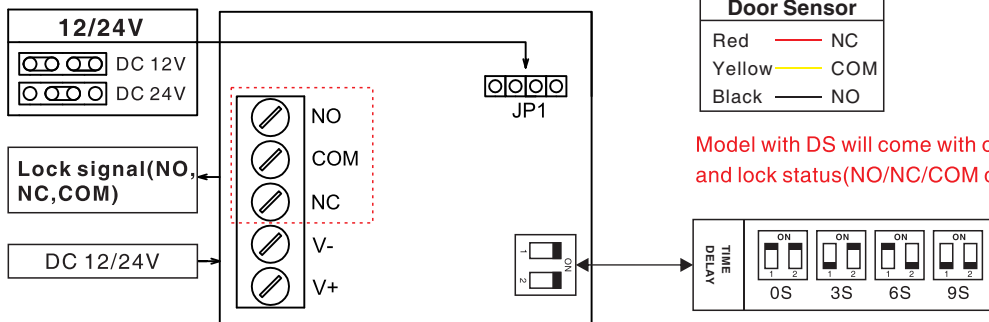 12/24V
DC 12V
DC 24V
Lock signal(NO,
NC,COM)
DC 12/24V
NO
COM
NC
V-
V+
JP1
1
2
ON
Door Sensor
Red NC
Yellow COM
Black NO
Model with DS will come with
and lock status(NO/NC/COM
TIME
DELAY
ON ON ON ON
1 2 1 2 1 2 1 2
0S 3S 6S 9S